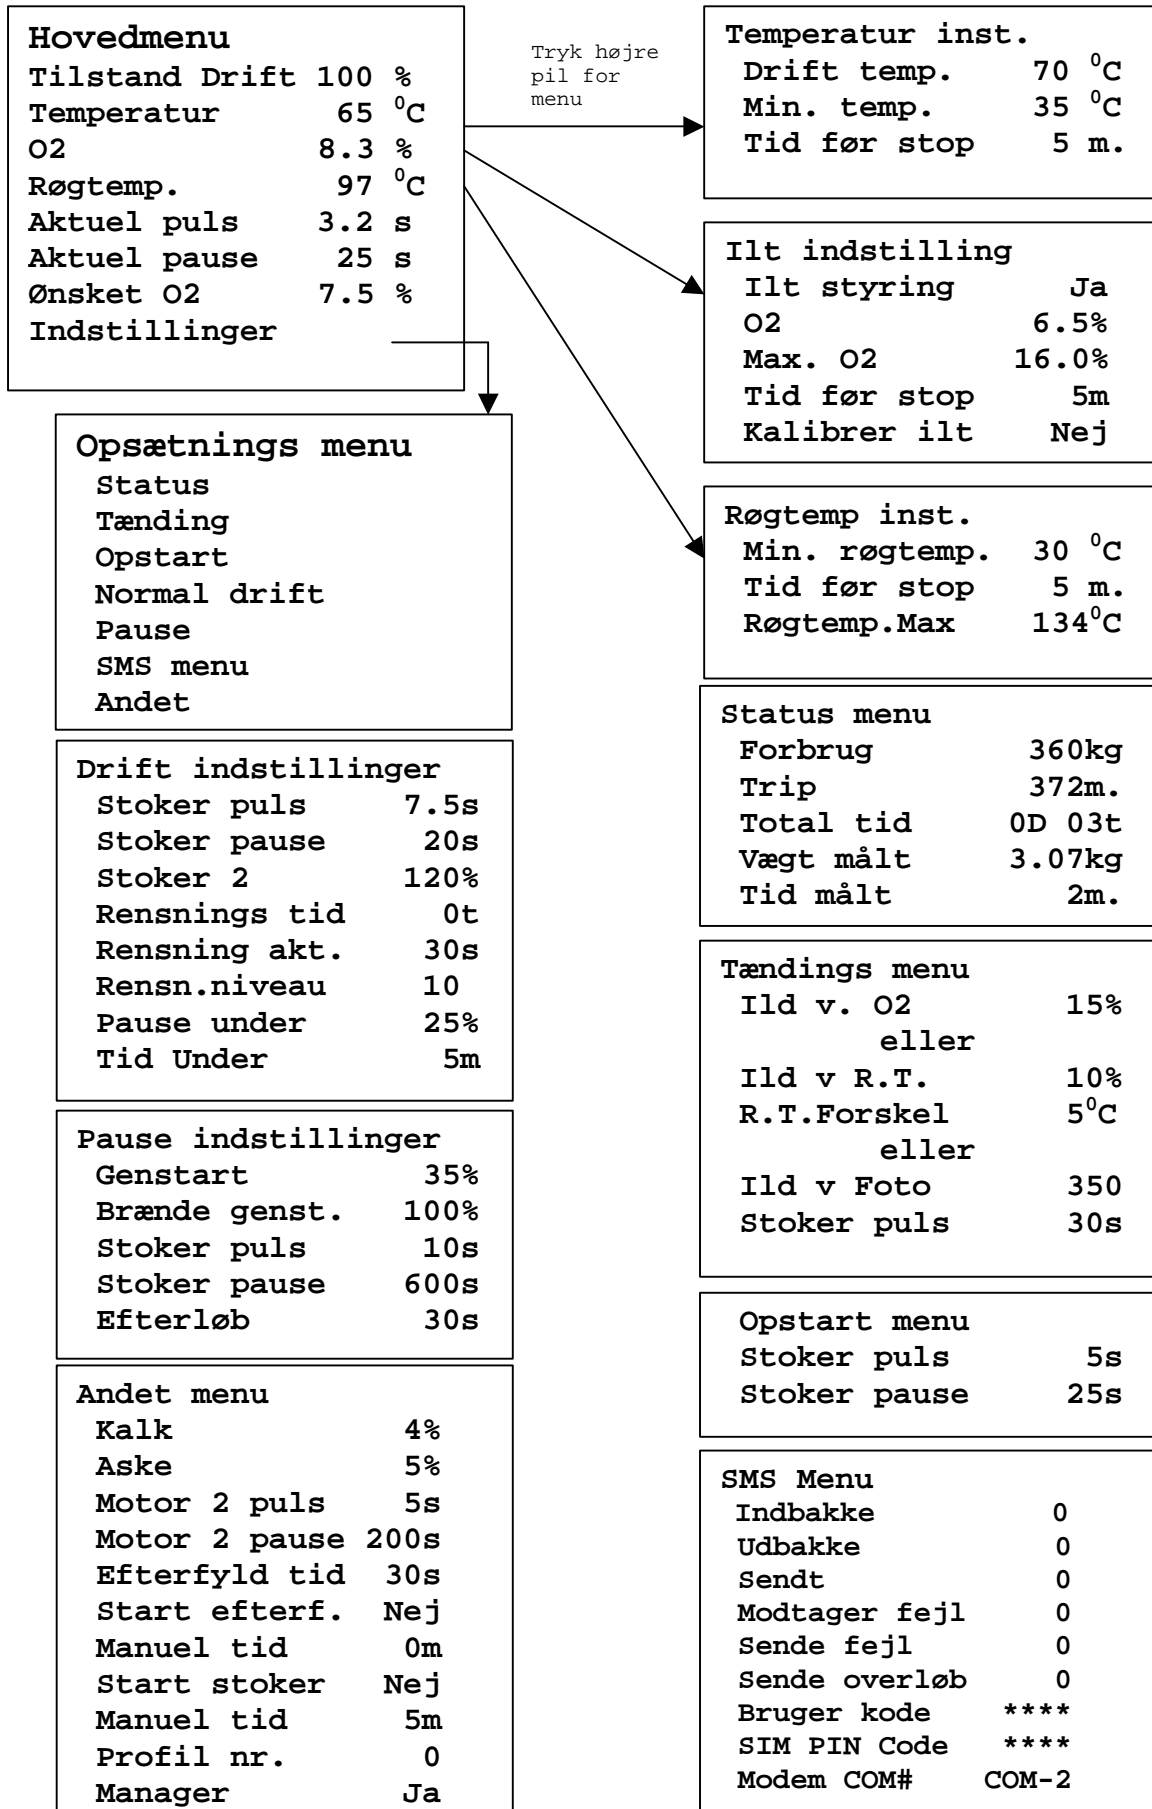 Hovedmenu
Tilstand Drift 100 %
Temperatur 65 ⁰C
O2 8.3 %
Røgtemp. 97 ⁰C
Aktuel puls 3.2 s
Aktuel pause 25 s
Ønsket O2 7.5 %
Indstillinger
Tryk højre
pil for
menu
Temperatur inst.
Drift temp. 70 ⁰C
Min. temp. 35 ⁰C
Tid før stop 5 m.
Ilt indstilling
Ilt styring Ja
O2 6.5%
Max. O2 16.0%
Tid før stop 5m
Kalibrer ilt Nej
Røgtemp inst.
Min. røgtemp. 30 ⁰C
Tid før stop 5 m.
Røgtemp.Max 134⁰C
Opsætnings menu
Status
Tænding
Opstart
Normal drift
Pause
SMS menu
Andet
Drift indstillinger
Stoker puls 7.5s
Stoker pause 20s
Stoker 2 120%
Rensnings tid 0t
Rensning akt. 30s
Rensn.niveau 10
Pause under 25%
Tid Under 5m
Pause indstillinger
Genstart 35%
Brænde genst. 100%
Stoker puls 10s
Stoker pause 600s
Efterløb 30s
Andet menu
Kalk 4%
Aske 5%
Motor 2 puls 5s
Motor 2 pause 200s
Efterfyld tid 30s
Start efterf. Nej
Manuel tid 0m
Start stoker Nej
Manuel tid 5m
Profil nr. 0
Manager Ja
Status menu
Forbrug 360kg
Trip 372m.
Total tid 0D 03t
Vægt målt 3.07kg
Tid målt 2m.
Tændings menu
Ild v. O2 15%
eller
Ild v R.T. 10%
R.T.Forskel 5⁰C
eller
Ild v Foto 350
Stoker puls 30s
Opstart menu
Stoker puls 5s
Stoker pause 25s
SMS Menu
Indbakke 0
Udbakke 0
Sendt 0
Modtager fejl 0
Sende fejl 0
Sende overløb 0
Bruger kode ****
SIM PIN Code ****
Modem COM# COM-2